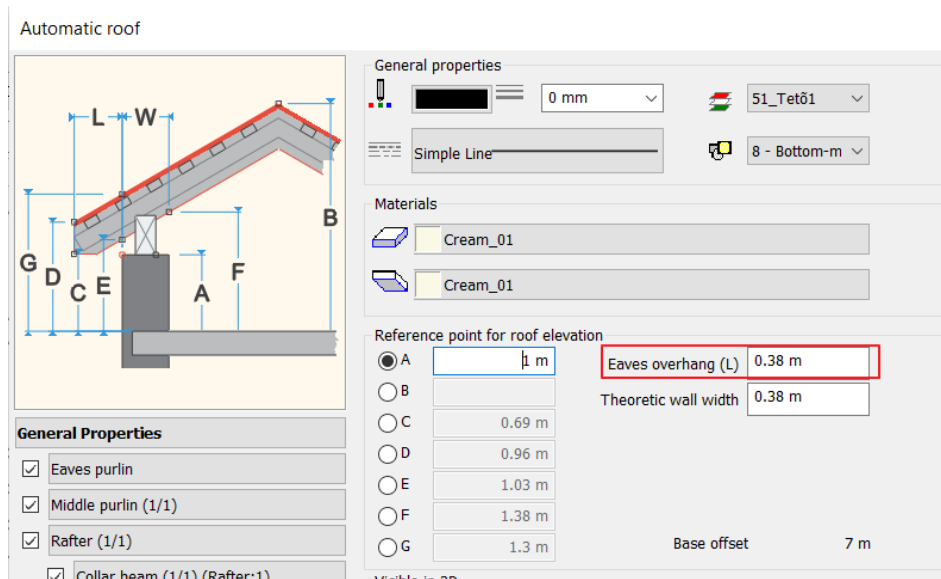 Automatic roof
L W
B
G
D
C
E
A
F
General properties
0 mm
51_Tetõ1
Simple Line
8 - Bottom-m
Materials
Cream_01
Cream_01
Reference point for roof elevation
A 1 m Eaves overhang (L) 0.38 m
B Theoretic wall width 0.38 m
C 0.69 m
D 0.96 m
E 1.03 m
F 1.38 m
G 1.3 m Base offset 7 m
General Properties
Eaves purlin
Middle purlin (1/1)
Rafter (1/1)
Collar beam (1/1) (Rafter:1)
Visible in 2D